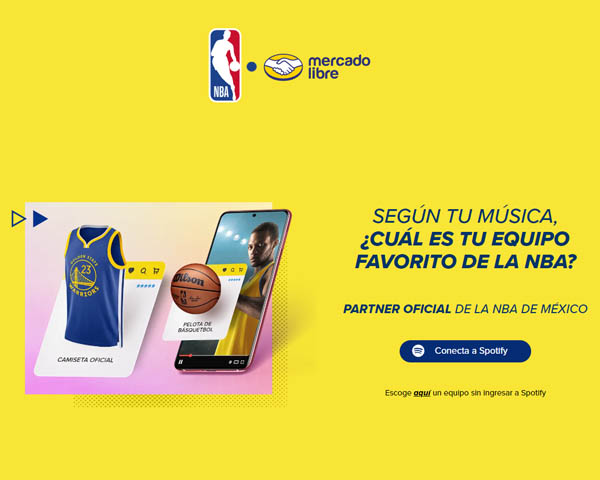 NBA
mercado
libre
SEGÚN TU MÚSICA,
¿CUÁL ES TU EQUIPO
FAVORITO DE LA NBA?
PARTNER OFICIAL DE LA NBA DE MÉXICO
Conecta a Spotify
Escoge aquí un equipo sin ingresar a Spotify
GOLDEN STATE
23
WARRIORS
CAMISETA OFICIAL
Wilson
PELOTA DE
BÁSQUETBOL